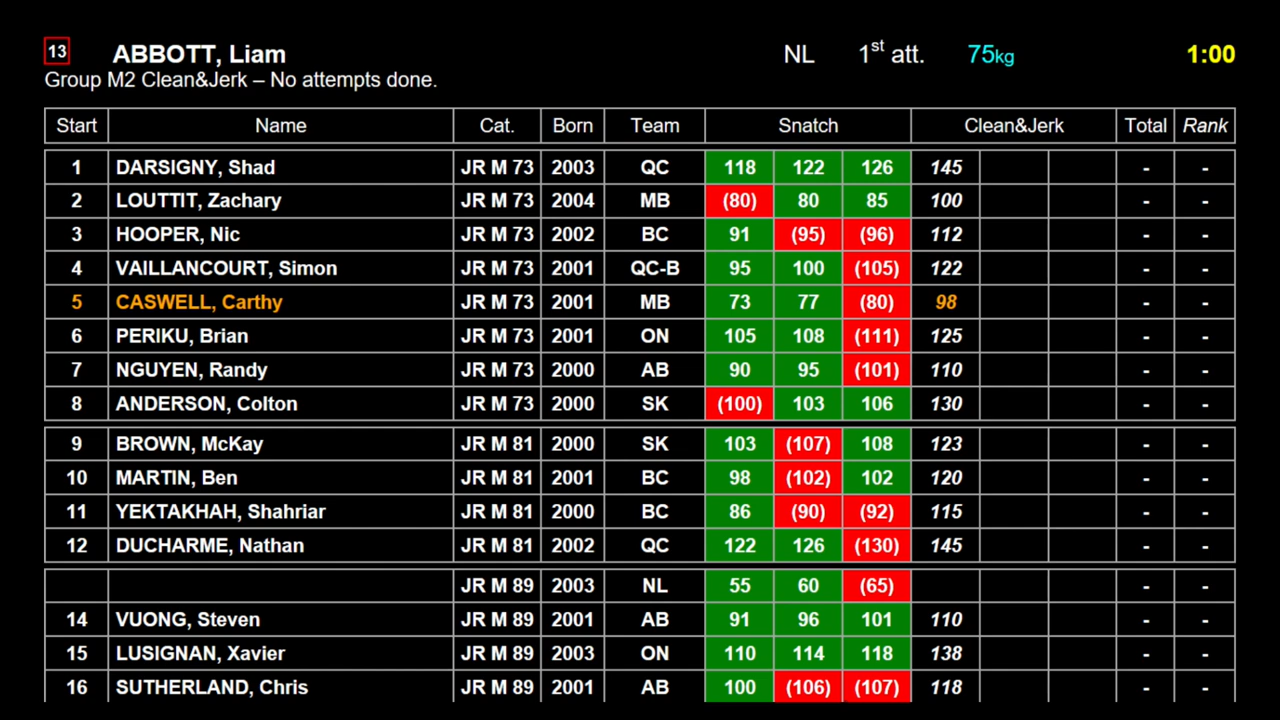 13 ABBOTT, Liam NL 1st att. 75kg 1:00
Group M2 Clean&Jerk – No attempts done.
Start Name Cat. Born Team Snatch Clean&Jerk Total Rank
1 DARSIGNY, Shad JR M 73 2003 QC 118 122 126 145 - -
2 LOUTTIT, Zachary JR M 73 2004 MB (80) 80 85 100 - -
3 HOOPER, Nic JR M 73 2002 BC 91 (95) (96) 112 - -
4 VAILLANCOURT, Simon JR M 73 2001 QC-B 95 100 (105) 122 - -
5 CASWELL, Carthy JR M 73 2001 MB 73 77 (80) 98 - -
6 PERIKU, Brian JR M 73 2001 ON 105 108 (111) 125 - -
7 NGUYEN, Randy JR M 73 2000 AB 90 95 (101) 110 - -
8 ANDERSON, Colton JR M 73 2000 SK (100) 103 106 130 - -
9 BROWN, McKay JR M 81 2000 SK 103 (107) 108 123 - -
10 MARTIN, Ben JR M 81 2001 BC 98 (102) 102 120 - -
11 YEKTAKHAH, Shahriar JR M 81 2000 BC 86 (90) (92) 115 - -
12 DUCHARME, Nathan JR M 81 2002 QC 122 126 (130) 145 - -
JR M 89 2003 NL 55 60 (65) - -
14 VUONG, Steven JR M 89 2001 AB 91 96 101 110 - -
15 LUSIGNAN, Xavier JR M 89 2003 ON 110 114 118 138 - -
16 SUTHERLAND, Chris JR M 89 2001 AB 100 (106) (107) 118 - -